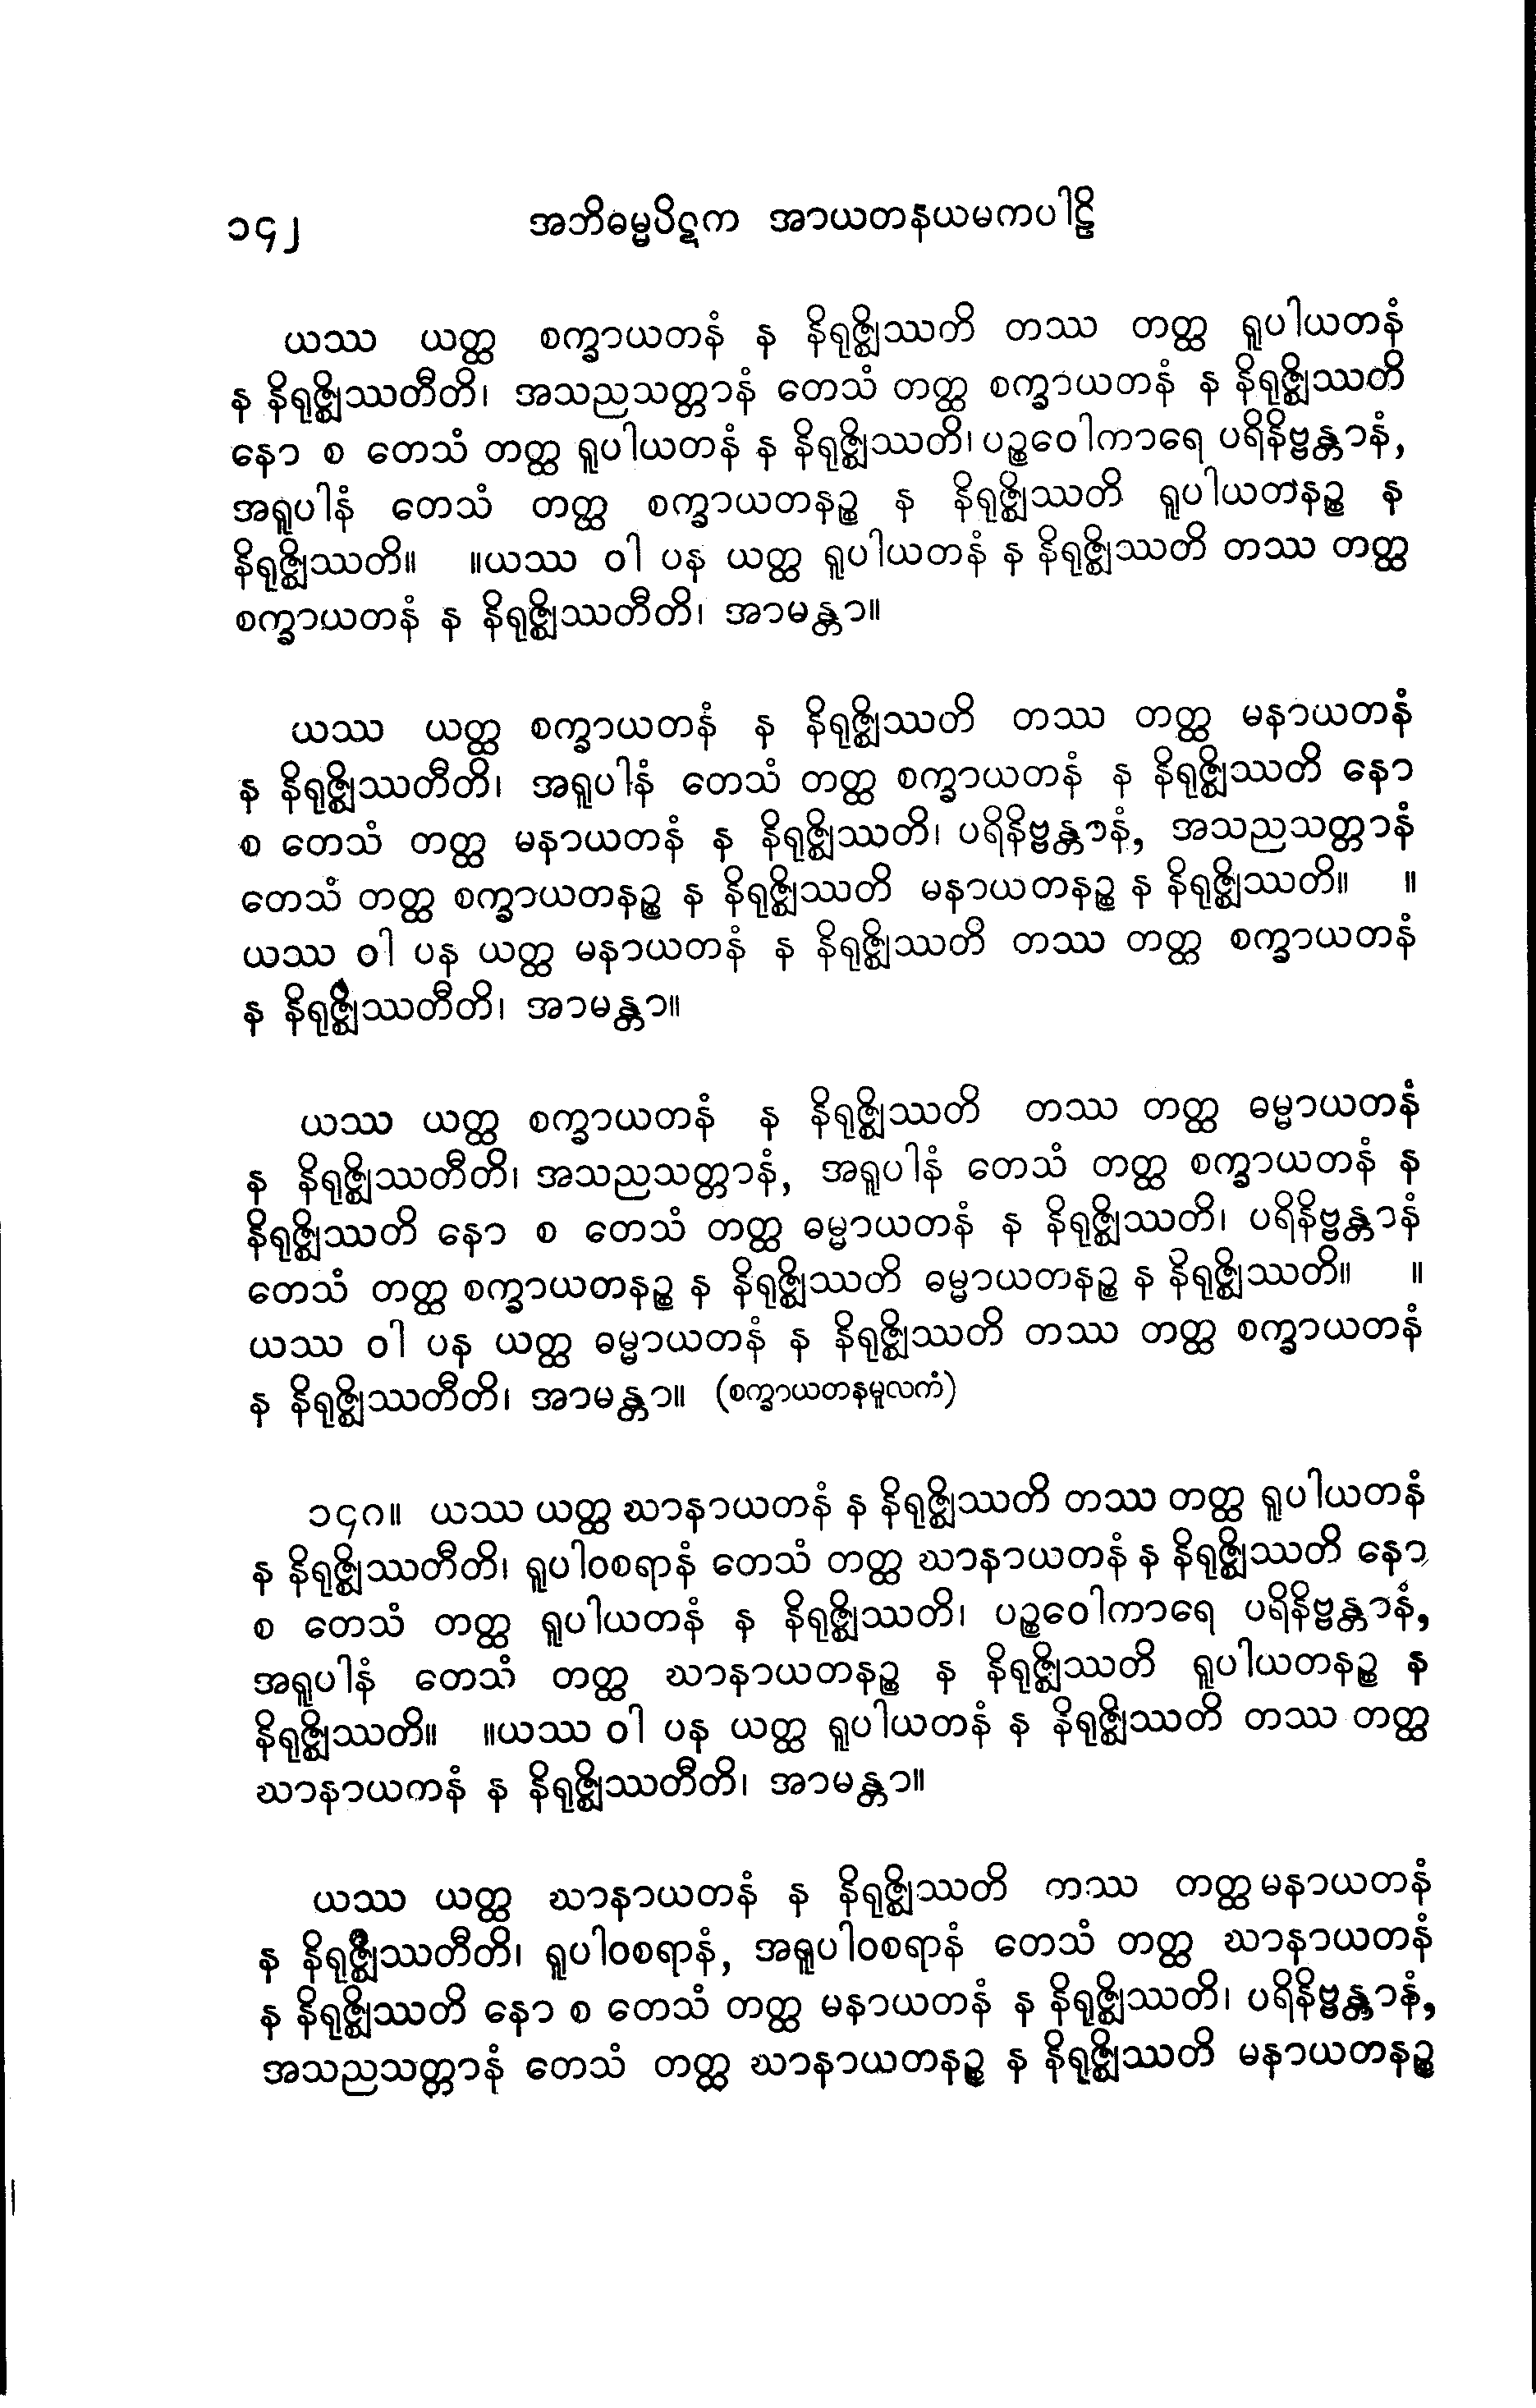 ၁၄၂ အဘိဓမ္မပိဋက အာယတနယမကပါဠိ
ယဿ ယတ္ထ စက္ခာယတနံ န နိရုဇ္ဈိဿတိ တဿ တတ္ထ ရူပါယတနံ
န နိရုဇ္ဈိဿတီတိ၊ အသညသတ္တာနံ တေသံ တတ္ထ စက္ခာယတနံ န နိရုဇ္ဈိဿတိ
နော စ တေသံ တတ္ထ ရူပါယတနံ န နိရုဇ္ဈိဿတိ၊ ပဉ္စဝေါကာရေ ပရိနိဗ္ဗန္တာနံ,
အရူပါနံ တေသံ တတ္ထ စက္ခာယတနဉ္စ န နိရုဇ္ဈိဿတိ ရူပါယတနဉ္စ န
နိရုဇ္ဈိဿတိ။ ။ယဿ ဝါ ပန ယတ္ထ ရူပါယတနံ န နိရုဇ္ဈိဿတိ တဿ တတ္ထ
စက္ခာယတနံ န နိရုဇ္ဈိဿတီတိ၊ အာမန္တာ။
ယဿ ယတ္ထ စက္ခာယတနံ န နိရုဇ္ဈိဿတိ တဿ တတ္ထ မနာယတနံ
န နိရုဇ္ဈိဿတီတိ၊ အရူပါနံ တေသံ တတ္ထ စက္ခာယတနံ န နိရုဇ္ဈိဿတိ နော
စ တေသံ တတ္ထ မနာယတနံ န နိရုဇ္ဈိဿတိ၊ ပရိနိဗ္ဗန္တာနံ, အသညသတ္တာနံ
တေသံ တတ္ထ စက္ခာယတနဉ္စ န နိရုဇ္ဈိဿတိ မနာယတနဉ္စ န နိရုဇ္ဈိဿတိ။ ။
ယဿ ဝါ ပန ယတ္ထ မနာယတနံ န နိရုဇ္ဈိဿတိ တဿ တတ္ထ စက္ခာယတနံ
န နိရုဇ္ဈိဿတီတိ၊ အာမန္တာ။
ယဿ ယတ္ထ စက္ခာယတနံ န နိရုဇ္ဈိဿတိ တဿ တတ္ထ ဓမ္မာယတနံ
န နိရုဇ္ဈိဿတီတိ၊ အသညသတ္တာနံ, အရူပါနံ တေသံ တတ္ထ စက္ခာယတနံ န
နိရုဇ္ဈိဿတိ နော စ တေသံ တတ္ထ ဓမ္မာယတနံ န နိရုဇ္ဈိဿတိ၊ ပရိနိဗ္ဗန္တာနံ
တေသံ တတ္ထ စက္ခာယတနဉ္စ န နိရုဇ္ဈိဿတိ ဓမ္မာယတနဉ္စ န နိရုဇ္ဈိဿတိ။ ။
ယဿ ဝါ ပန ယတ္ထ ဓမ္မာယတနံ န နိရုဇ္ဈိဿတိ တဿ တတ္ထ စက္ခာယတနံ
န နိရုဇ္ဈိဿတီတိ၊ အာမန္တာ။ (စက္ခာယတနမူလကံ)
၁၄၈။ ယဿ ယတ္ထ ဃာနာယတနံ န နိရုဇ္ဈိဿတိ တဿ တတ္ထ ရူပါယတနံ
န နိရုဇ္ဈိဿတီတိ၊ ရူပါဝစရာနံ တေသံ တတ္ထ ဃာနာယတနံ န နိရုဇ္ဈိဿတိ နော
စ တေသံ တတ္ထ ရူပါယတနံ န နိရုဇ္ဈိဿတိ၊ ပဉ္စဝေါကာရေ ပရိနိဗ္ဗန္တာနံ,
အရူပါနံ တေသံ တတ္ထ ဃာနာယတနဉ္စ န နိရုဇ္ဈိဿတိ ရူပါယတနဉ္စ န
နိရုဇ္ဈိဿတိ။ ။ယဿ ဝါ ပန ယတ္ထ ရူပါယတနံ န နိရုဇ္ဈိဿတိ တဿ တတ္ထ
ဃာနာယကနံ န နိရုဇ္ဈိဿတီတိ၊ အာမန္တာ။
ယဿ ယတ္ထ ဃာနာယတနံ န နိရုဇ္ဈိဿတိ ကဿ တတ္ထ မနာယတနံ
န နိရုဇ္ဈိဿတီတိ၊ ရူပါဝစရာနံ, အရူပါဝစရာနံ တေသံ တတ္ထ ဃာနာယတနံ
န နိရုဇ္ဈိဿတိ နော စ တေသံ တတ္ထ မနာယတနံ န နိရုဇ္ဈိဿတိ၊ ပရိနိဗ္ဗန္တာနံ,
အသညသတ္တာနံ တေသံ တတ္ထ ဃာနာယတနဉ္စ န နိရုဇ္ဈိဿတိ မနာယတနဉ္စ